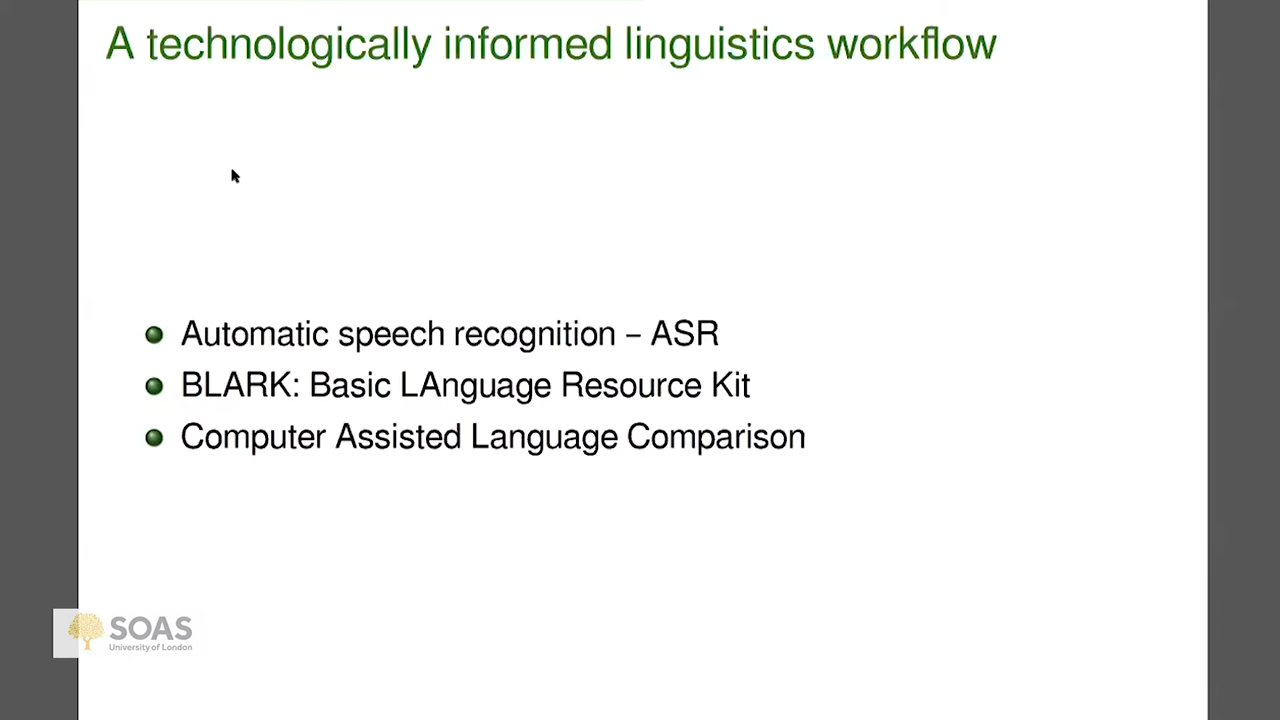 A technologically informed linguistics workflow
Automatic speech recognition – ASR
BLARK: Basic LAnguage Resource Kit
Computer Assisted Language Comparison
SOAS
University of London